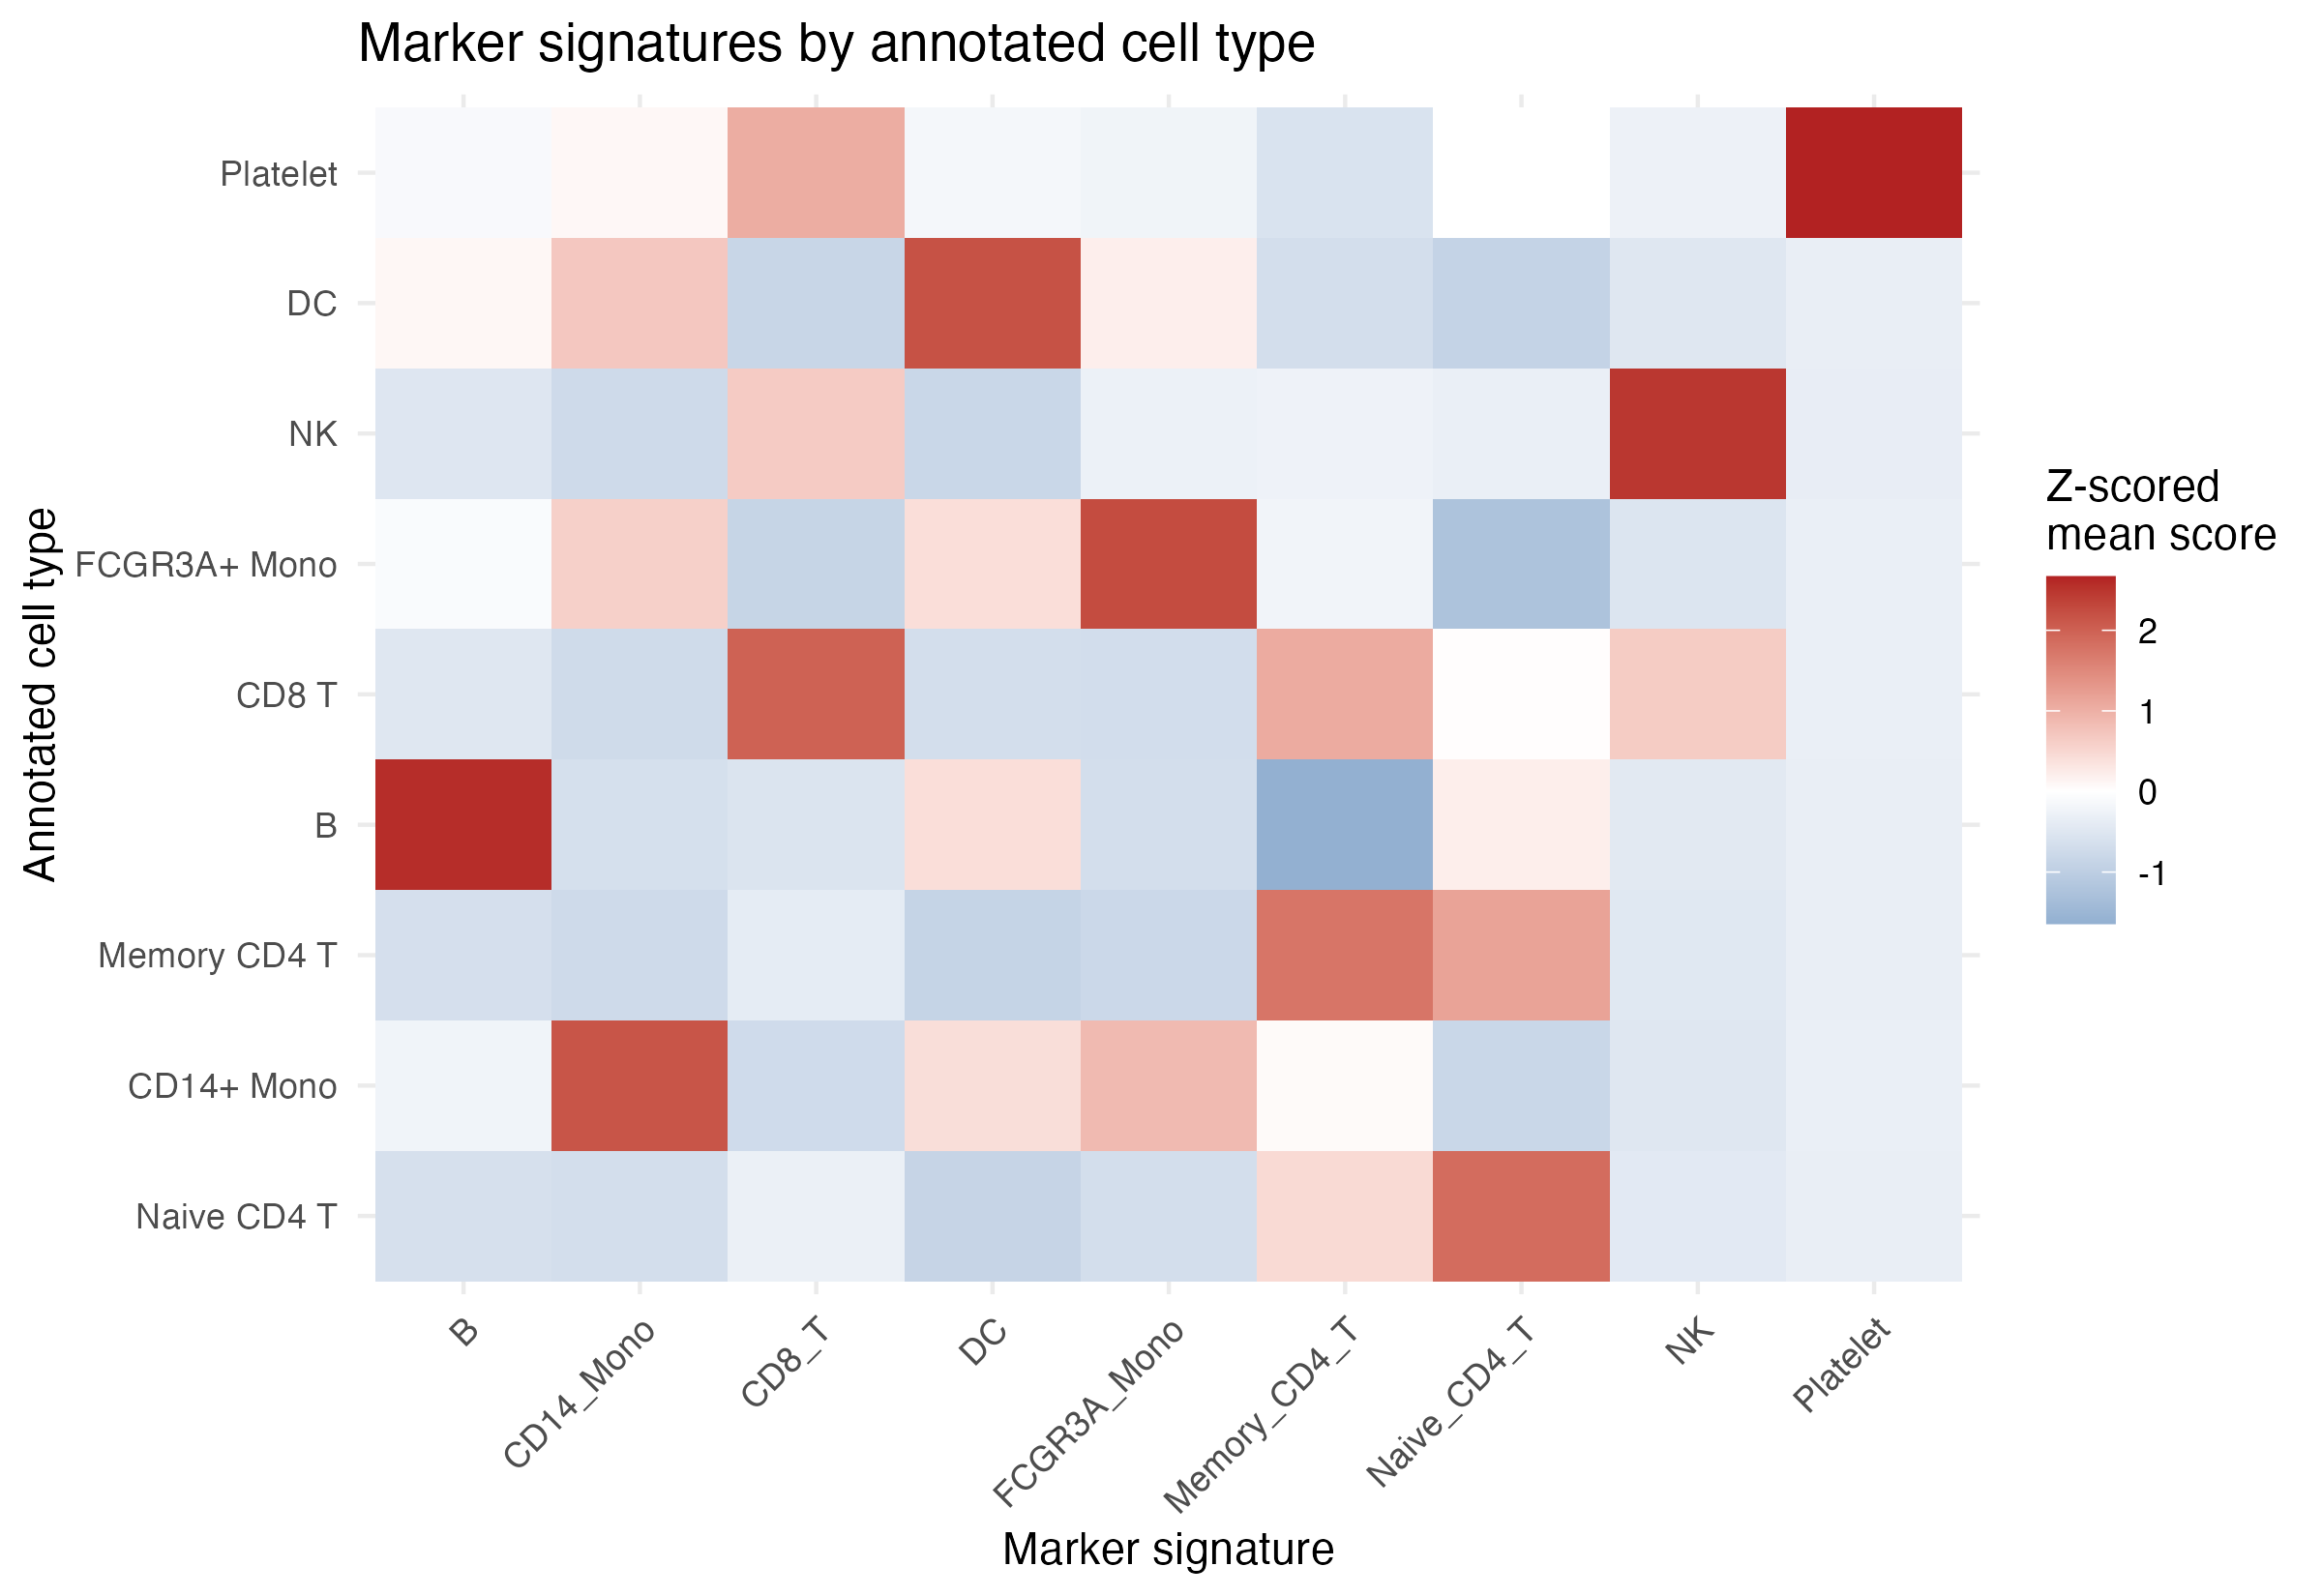 Marker signatures by annotated cell type
Annotated cell type
Platelet
DC
NK
FCGR3A+ Mono
CD8 T
B
Memory CD4 T
CD14+ Mono
Naive CD4 T
B
CD14_Mono
CD8_T
DC
FCGR3A_Mono
Memory_CD4_T
Naive_CD4_T
NK
Platelet
Marker signature
Z-scored
mean score
2
1
0
-1